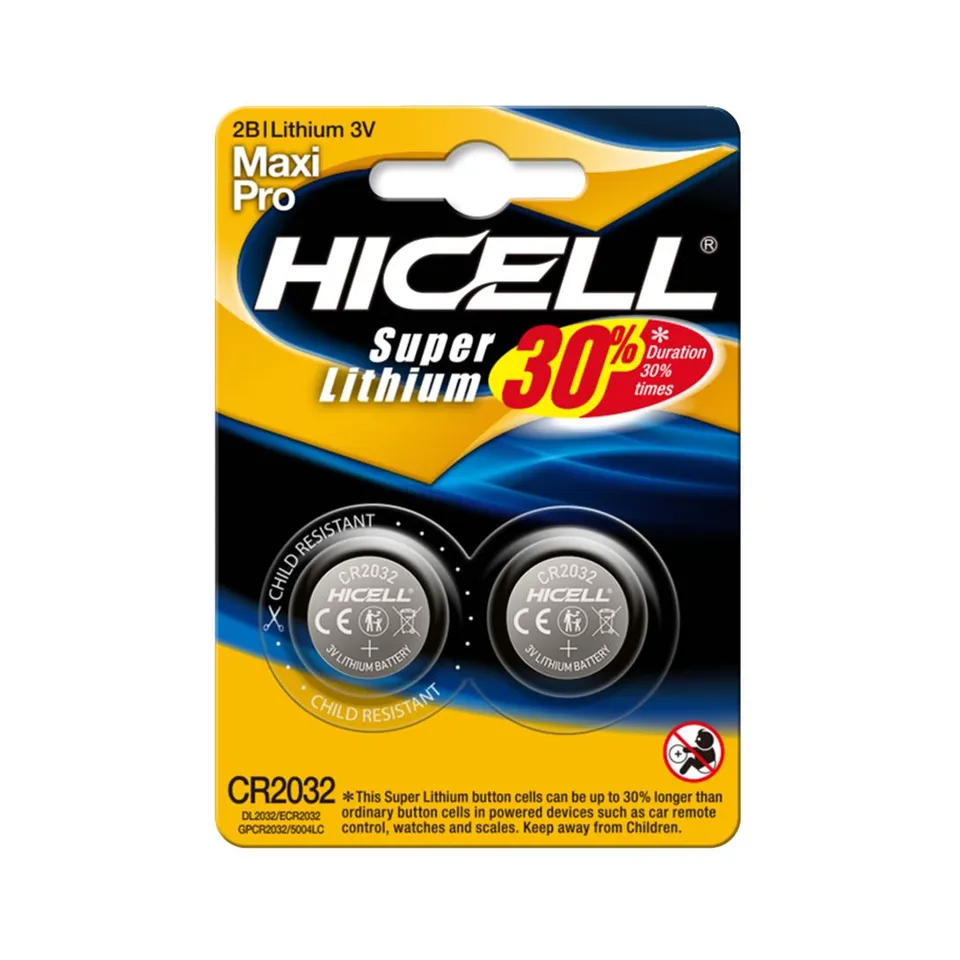 2B|Lithium 3V
Maxi
Pro
HICELL®
Super
Lithium
30%
*
Duration
30%
times
CHILD RESISTANT
CR2032
HICELL
CE
+
3V LITHIUM BATTERY
CHILD RESISTANT
CR2032
HICELL
CE
+
3V LITHIUM BATTERY
CR2032
DL2032/ECR2032
GPCR2032/5004LC
*This Super Lithium button cells can be up to 30% longer than
ordinary button cells in powered devices such as car remote
control, watches and scales. Keep away from Children.